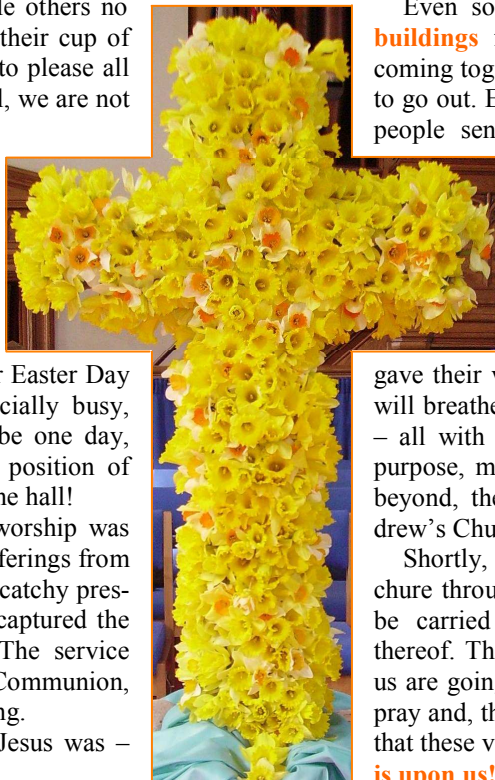 le others no
their cup of
to please all
l, we are not
r Easter Day
cially busy,
be one day,
position of
ne hall!
worship was
ferings from
catchy pres-
captured the
The service
Communion,
ng.
Jesus was –
Even so
buildings
coming tog
to go out. E
people sen
gave their v
will breathe
– all with
purpose, m
beyond, the
drew's Chu
Shortly,
chure throu
be carried
thereof. Th
us are goin
pray and, th
that these v
is upon us!